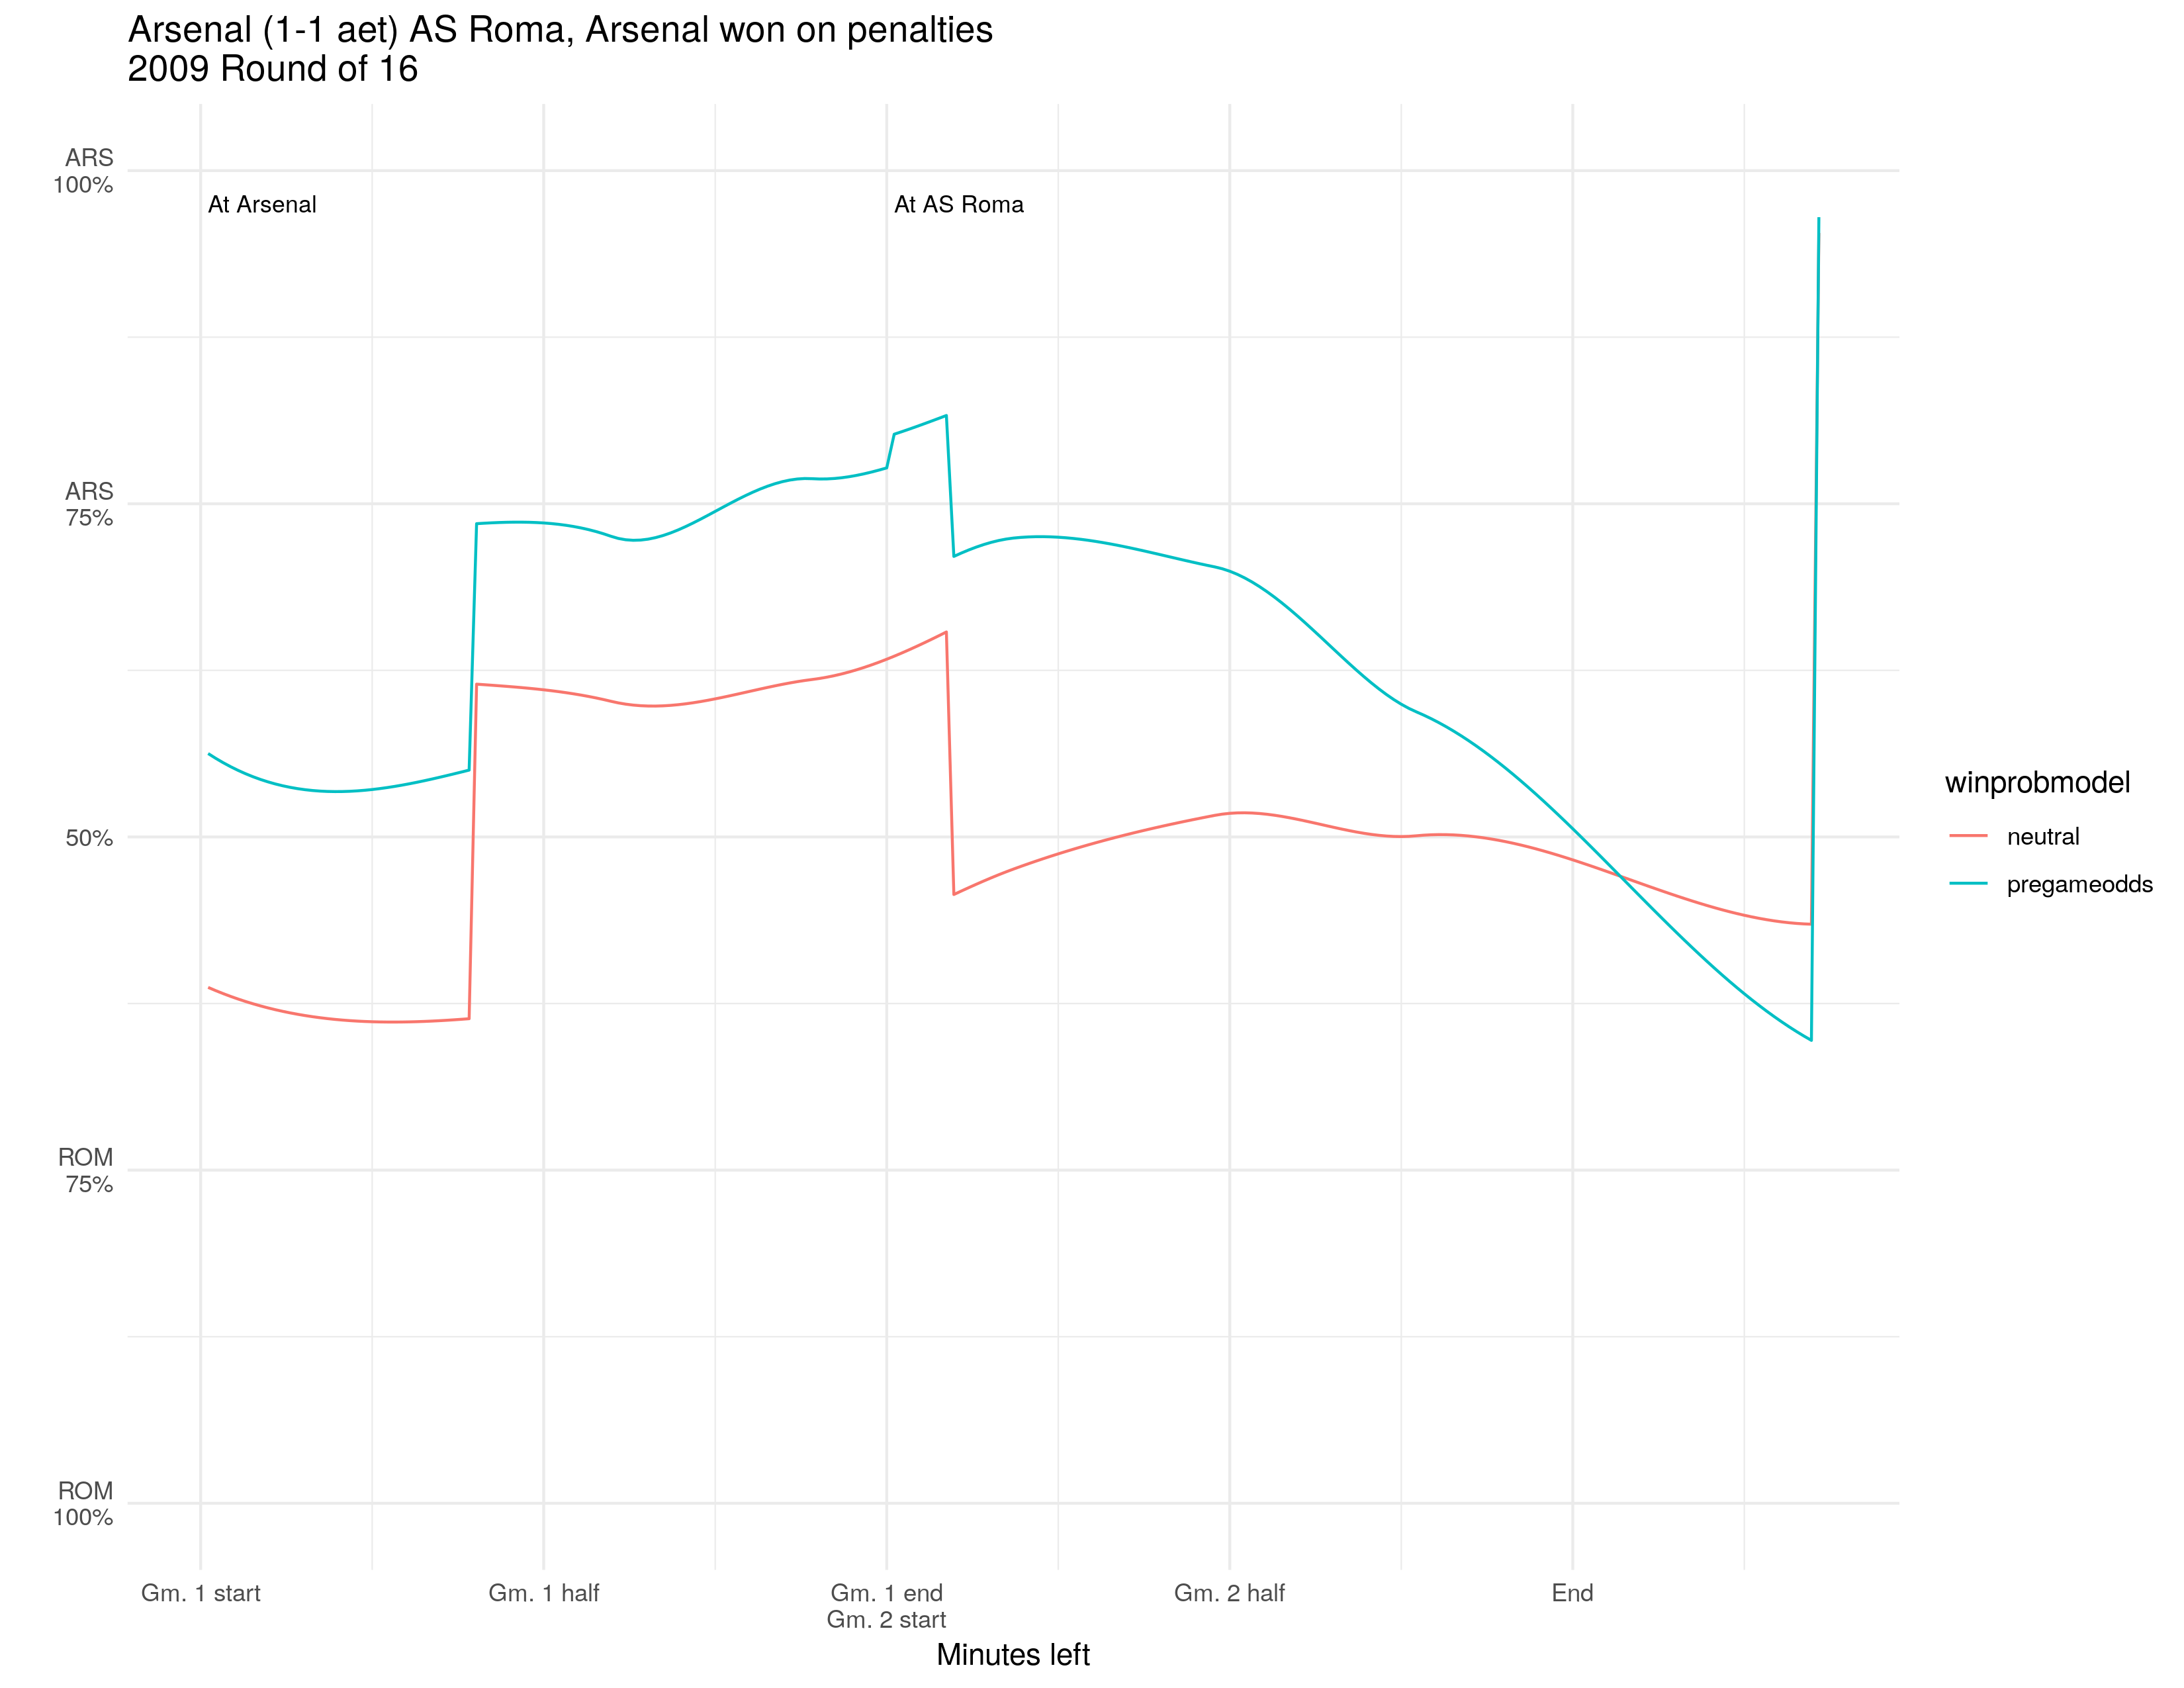 Arsenal (1-1 aet) AS Roma, Arsenal won on penalties
2009 Round of 16
ARS
100%
At Arsenal
At AS Roma
ARS
75%
50%
ROM
75%
ROM
100%
winprobmodel
neutral
pregameodds
Gm. 1 start
Gm. 1 half
Gm. 1 end
Gm. 2 start
Gm. 2 half
End
Minutes left